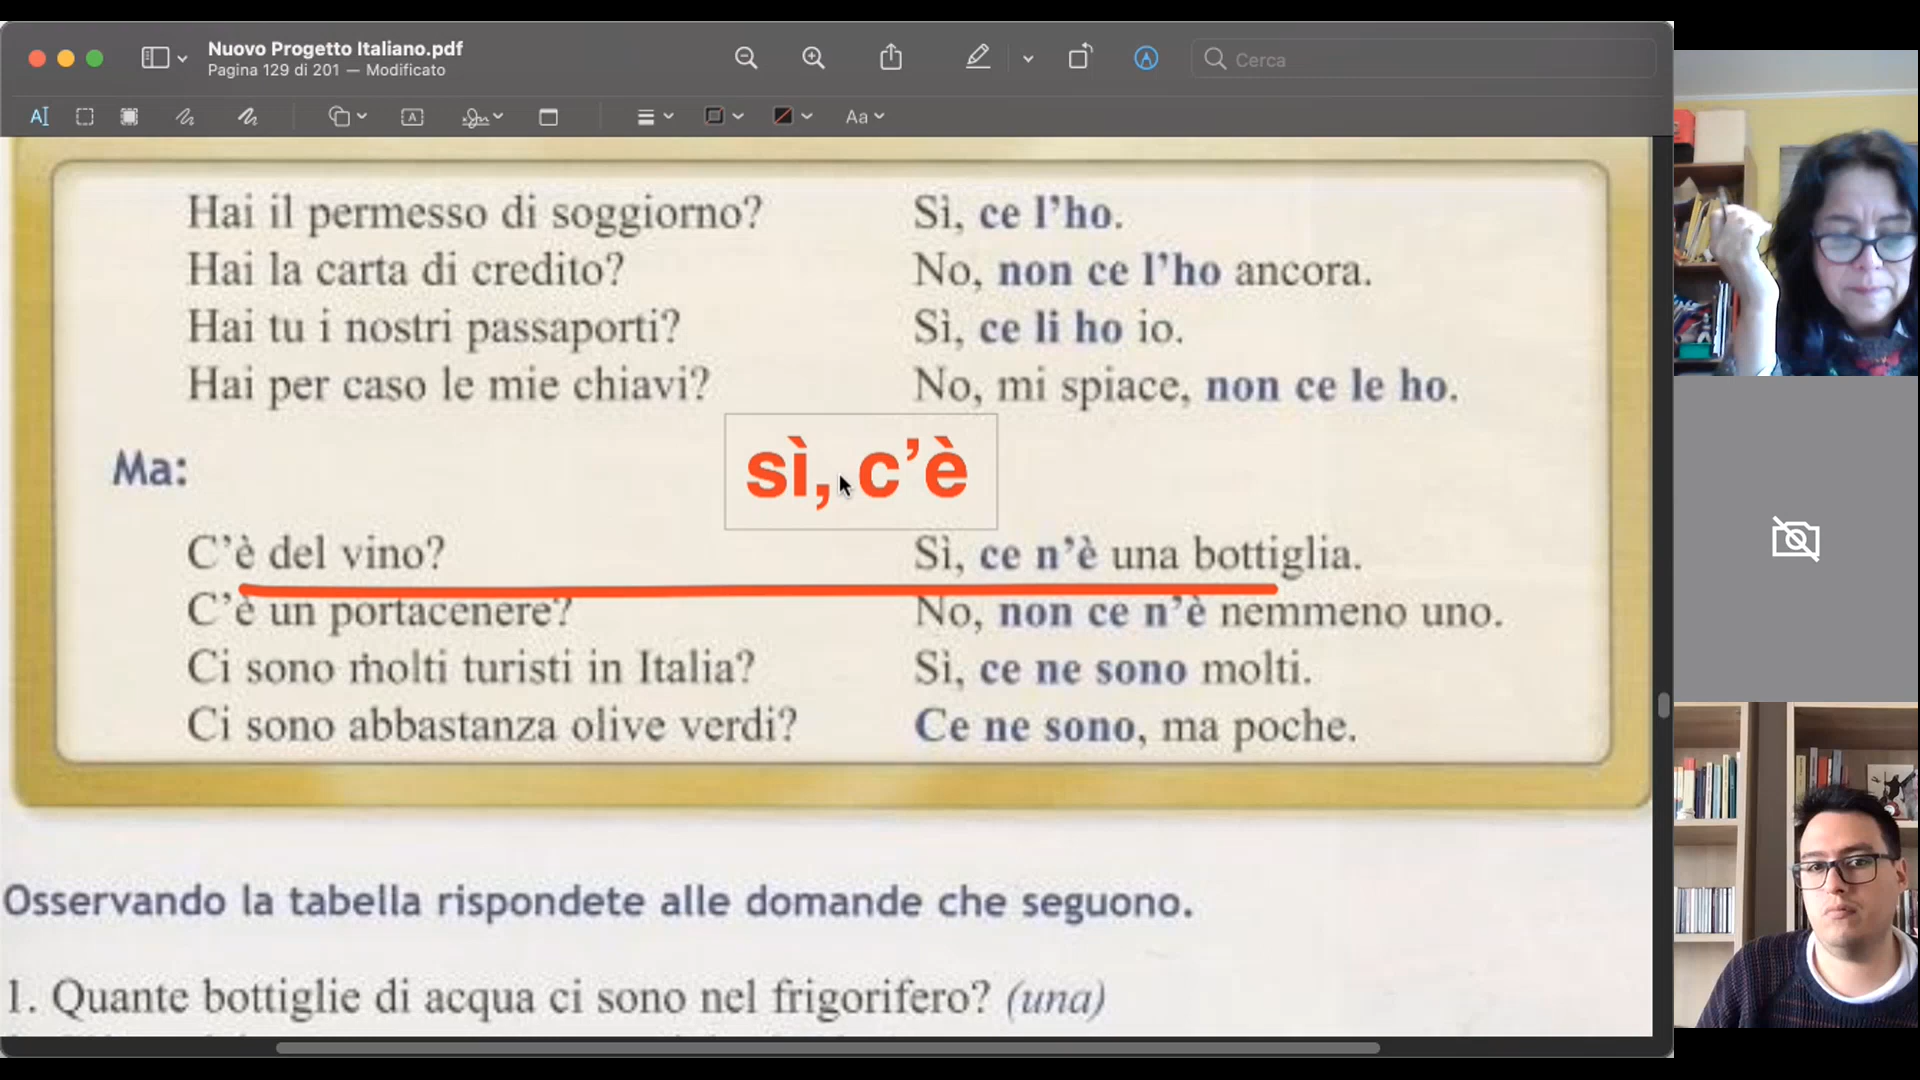 Nuovo Progetto Italiano.pdf
Pagina 129 di 201 — Modificato
Cerca
Aa
Hai il permesso di soggiorno? Sì, ce l’ho.
Hai la carta di credito? No, non ce l’ho ancora.
Hai tu i nostri passaporti? Sì, ce li ho io.
Hai per caso le mie chiavi? No, mi spiace, non ce le ho.
Ma:
sì, c’è
C’è del vino? Sì, ce n’è una bottiglia.
C’è un portacenere? No, non ce n’è nemmeno uno.
Ci sono molti turisti in Italia? Sì, ce ne sono molti.
Ci sono abbastanza olive verdi? Ce ne sono, ma poche.
Osservando la tabella rispondete alle domande che seguono.
1. Quante bottiglie di acqua ci sono nel frigorifero? (una)